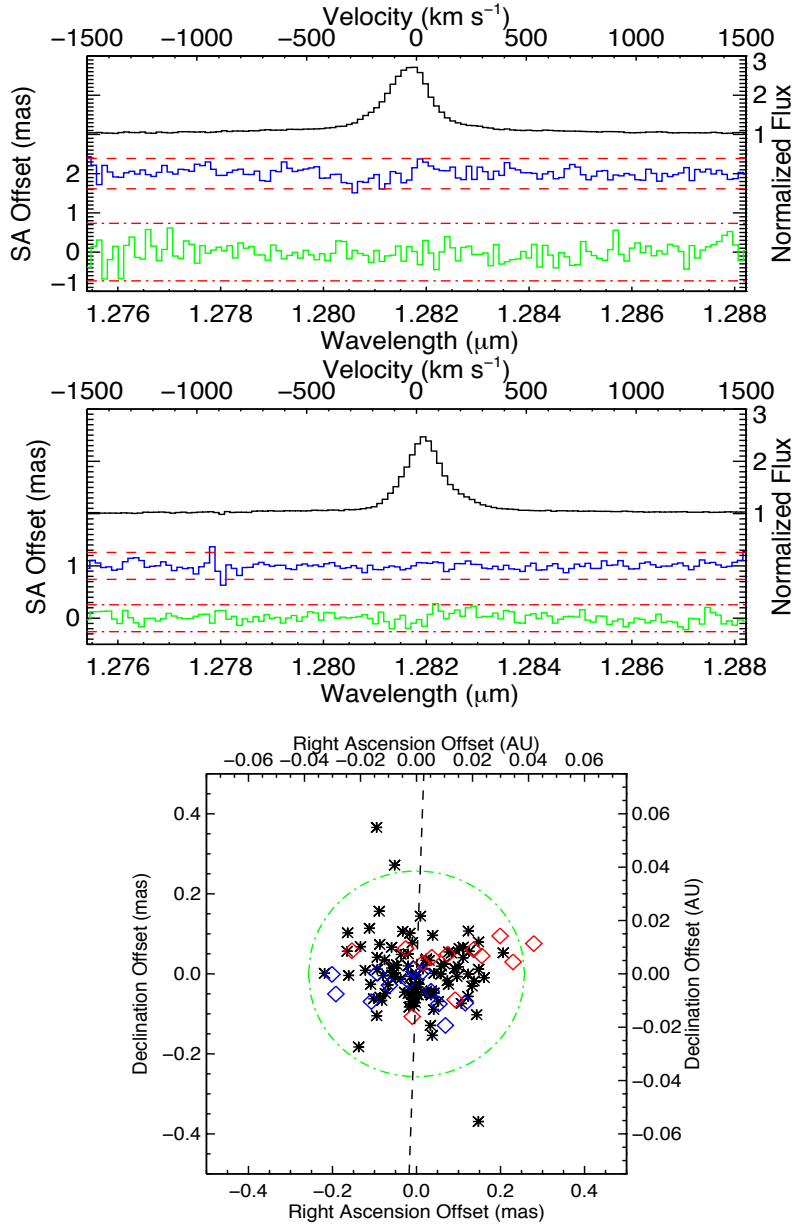 Velocity (km s⁻¹)
−1500 −1000 −500 0 500 1000 1500
SA Offset (mas)
2
1
0
−1
3
2
1
Normalized Flux
1.276 1.278 1.280 1.282 1.284 1.286 1.288
Wavelength (μm)
Velocity (km s⁻¹)
−1500 −1000 −500 0 500 1000 1500
SA Offset (mas)
1
0
3
2
1
Normalized Flux
1.276 1.278 1.280 1.282 1.284 1.286 1.288
Wavelength (μm)
Right Ascension Offset (AU)
−0.06 −0.04 −0.02 0.00 0.02 0.04 0.06
Declination Offset (mas)
0.4
0.2
0.0
−0.2
−0.4
0.06
0.04
0.02
0.00
−0.02
−0.04
−0.06
Declination Offset (AU)
−0.4 −0.2 0.0 0.2 0.4
Right Ascension Offset (mas)